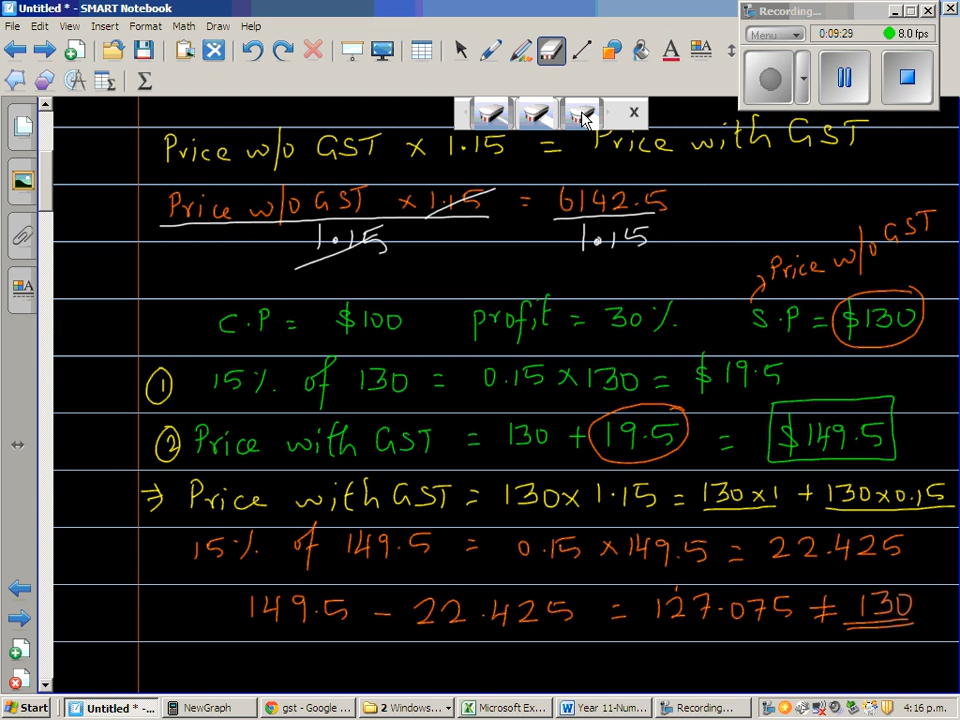 Untitled * - SMART Notebook
Recording...
File Edit View Insert Format Math Draw Help
Menu 0:09:29 8.0 fps
Price w/o GST × 1.15 = Price with GST
Price w/o GST × 1.15 = 6142.5
1.15 1.15
Price w/o GST
C.P = $100 profit = 30% S.P = $130
① 15% of 130 = 0.15 × 130 = $19.5
② Price with GST = 130 + 19.5 = $149.5
⇒ Price with GST = 130 × 1.15 = 130×1 + 130×0.15
15% of 149.5 = 0.15 × 149.5 = 22.425
149.5 - 22.425 = 127.075 ≠ 130
Start Untitled * -... NewGraph gst - Google ... 2 Windows... Microsoft Ex... Year 11-Num... Recording... 4:16 p.m.